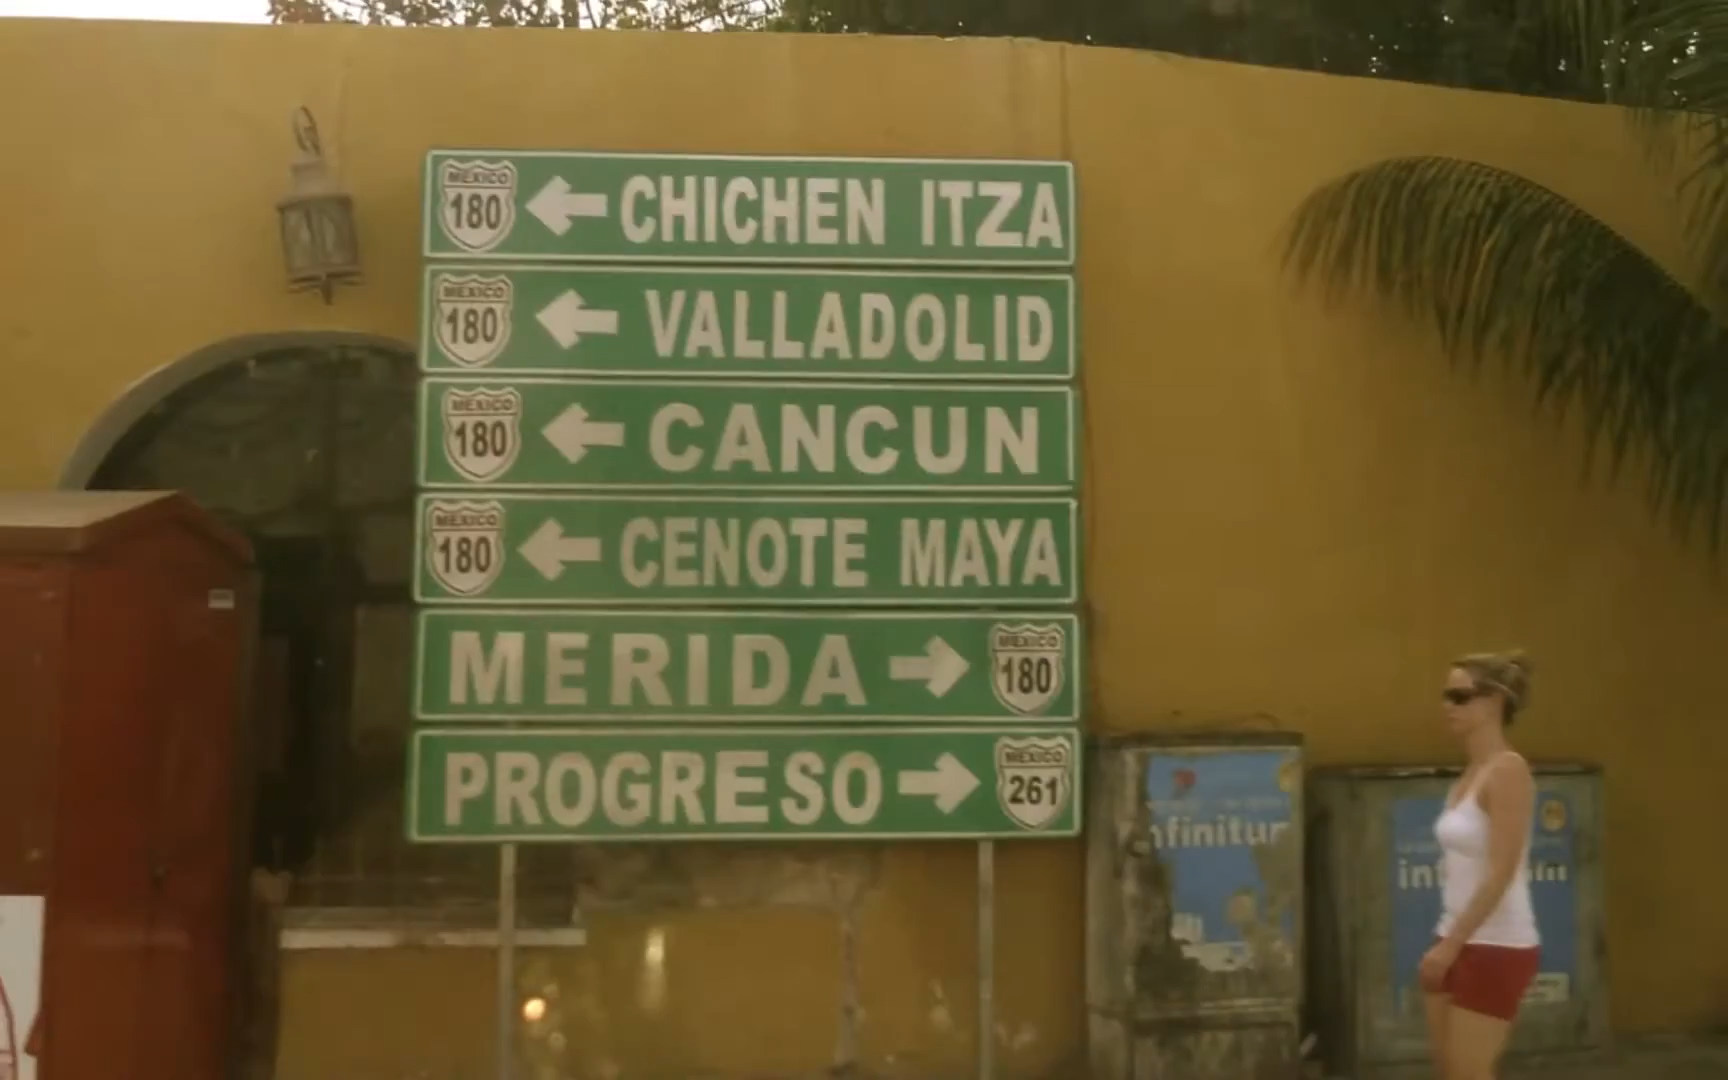 MEXICO 180 CHICHEN ITZA
MEXICO 180 VALLADOLID
MEXICO 180 CANCUN
MEXICO 180 CENOTE MAYA
MERIDA MEXICO 180
PROGRESO MEXICO 261